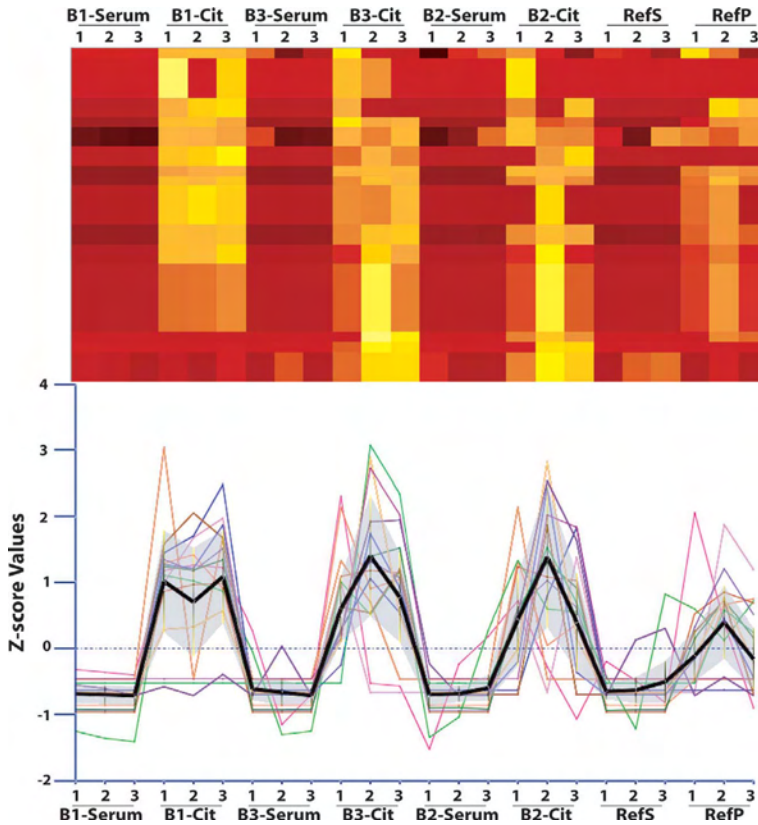 B1-Serum B1-Cit B3-Serum B3-Cit B2-Serum B2-Cit RefS RefP
1 2 3 1 2 3 1 2 3 1 2 3 1 2 3 1 2 3 1 2 3 1 2 3
4
3
2
1
0
-1
-2
Z-score Values
1 2 3 1 2 3 1 2 3 1 2 3 1 2 3 1 2 3 1 2 3 1 2 3
B1-Serum B1-Cit B3-Serum B3-Cit B2-Serum B2-Cit RefS RefP